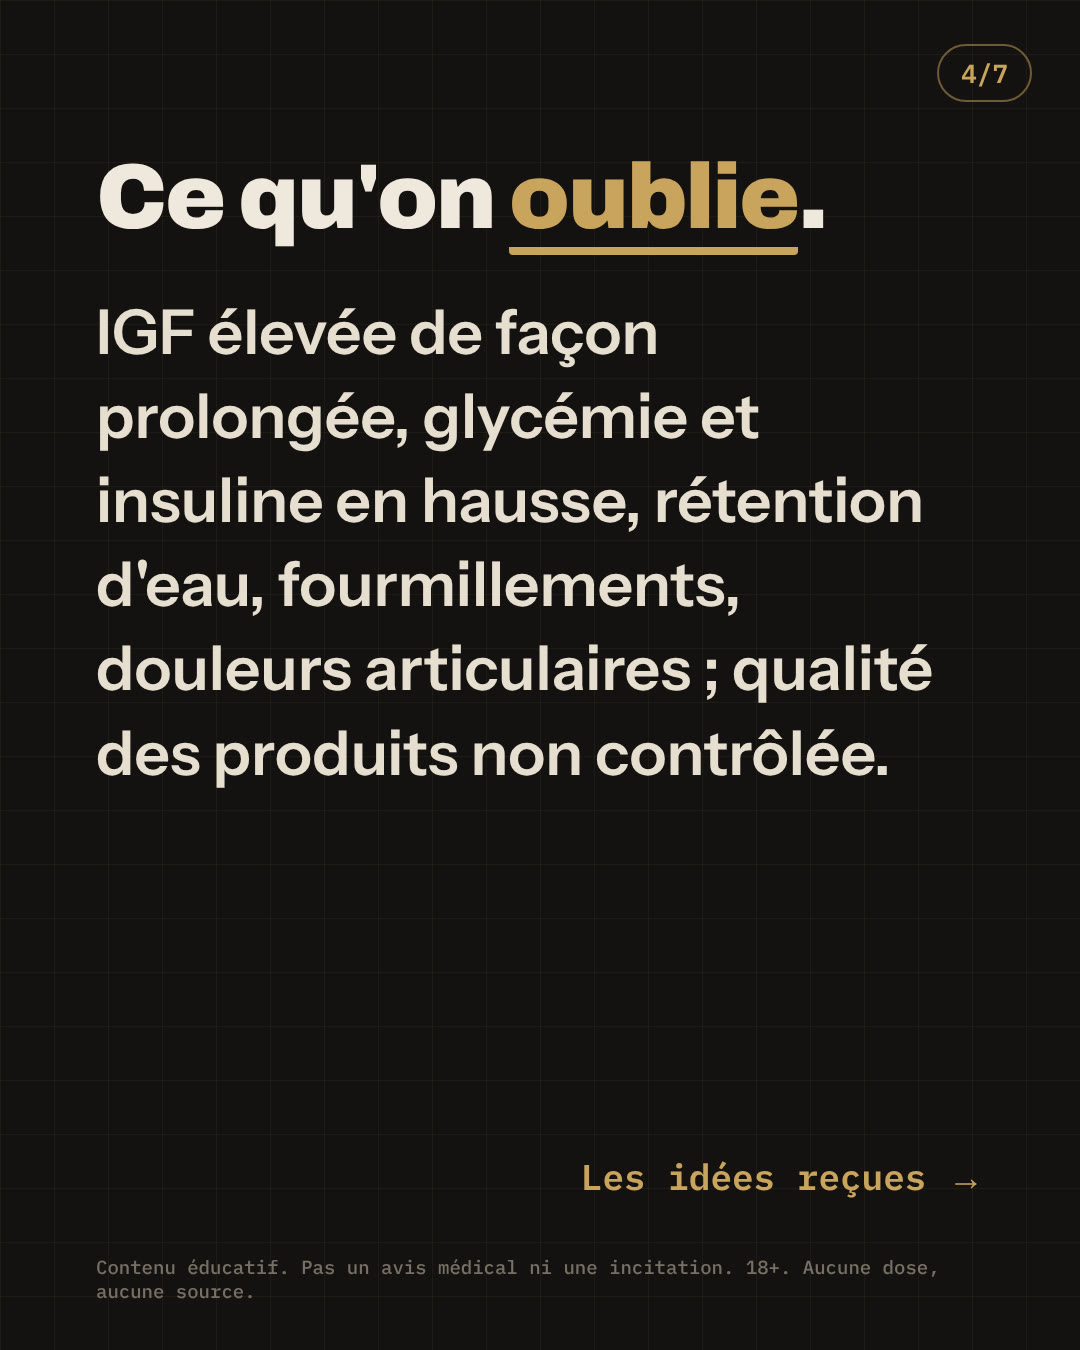 4/7
Ce qu'on oublie.
IGF élevée de façon
prolongée, glycémie et
insuline en hausse, rétention
d'eau, fourmillements,
douleurs articulaires ; qualité
des produits non contrôlée.
Les idées reçues →
Contenu éducatif. Pas un avis médical ni une incitation. 18+. Aucune dose,
aucune source.